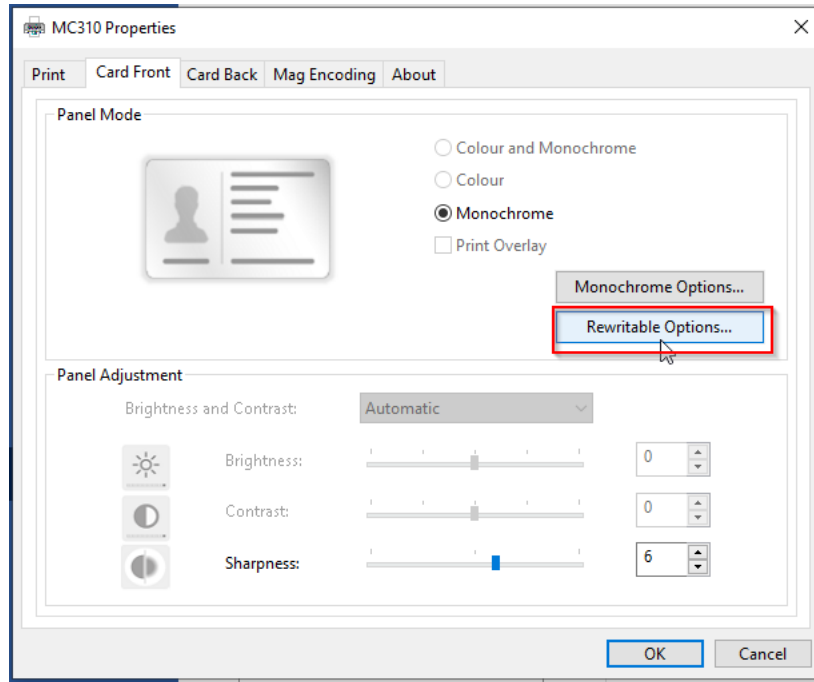 MC310 Properties
Print Card Front Card Back Mag Encoding About
Panel Mode
Colour and Monochrome
Colour
Monochrome
Print Overlay
Monochrome Options...
Rewritable Options...
Panel Adjustment
Brightness and Contrast: Automatic
Brightness: 0
Contrast: 0
Sharpness: 6
OK Cancel